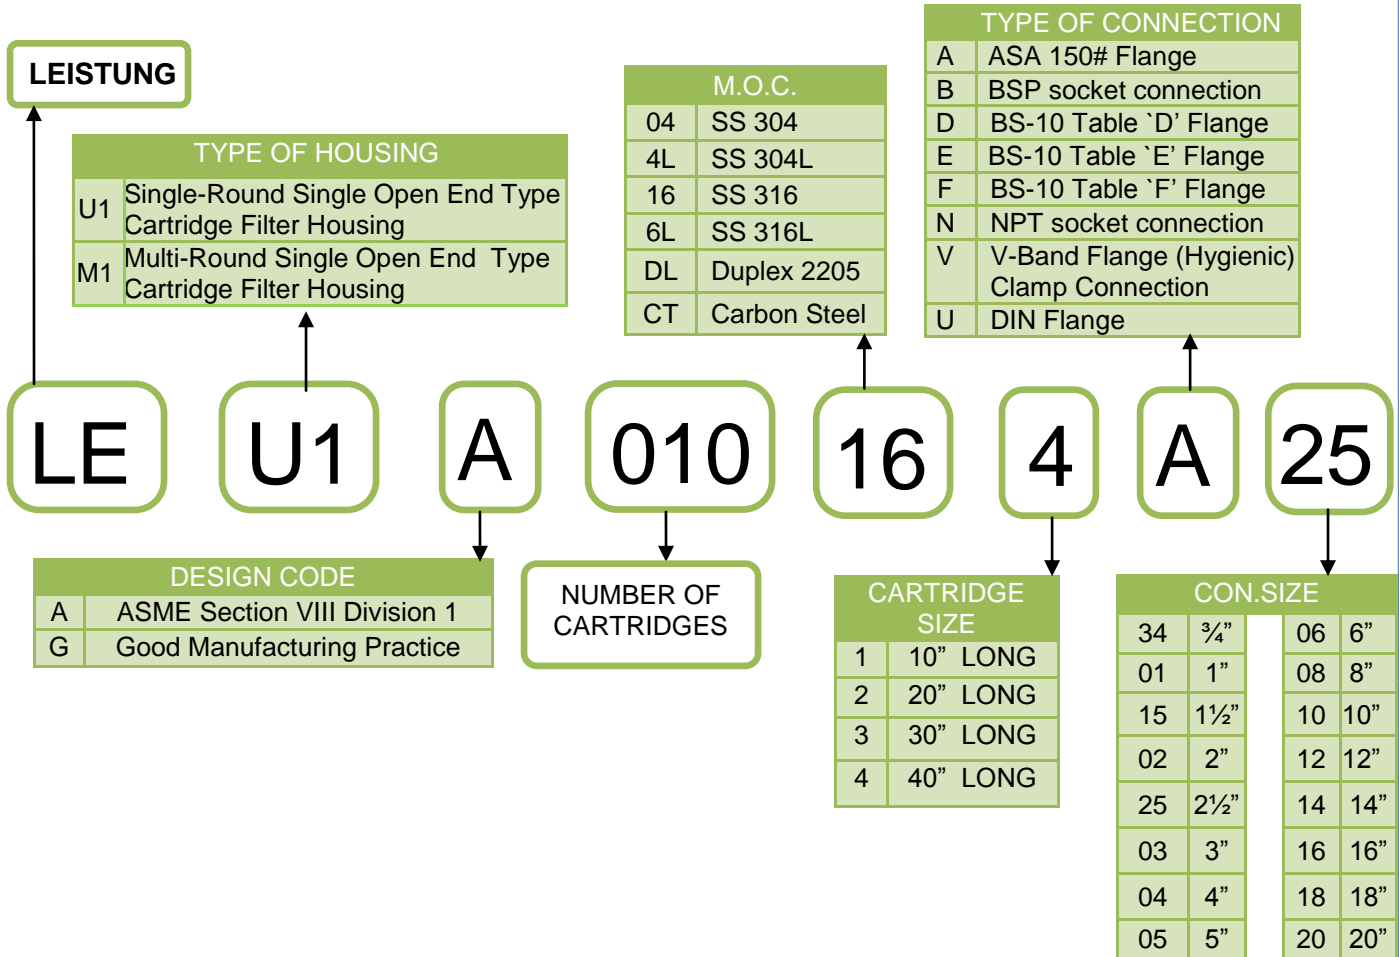 LEISTUNG
TYPE OF HOUSING
U1 Single-Round Single Open End Type
Cartridge Filter Housing
M1 Multi-Round Single Open End Type
Cartridge Filter Housing
M.O.C.
04 SS 304
4L SS 304L
16 SS 316
6L SS 316L
DL Duplex 2205
CT Carbon Steel
TYPE OF CONNECTION
A ASA 150# Flange
B BSP socket connection
D BS-10 Table `D’ Flange
E BS-10 Table `E’ Flange
F BS-10 Table `F’ Flange
N NPT socket connection
V V-Band Flange (Hygienic)
Clamp Connection
U DIN Flange
LE U1 A 010 16 4 A 25
DESIGN CODE
A ASME Section VIII Division 1
G Good Manufacturing Practice
NUMBER OF
CARTRIDGES
CARTRIDGE
SIZE
1 10” LONG
2 20” LONG
3 30” LONG
4 40” LONG
CON.SIZE
34 ¾” 06 6”
01 1” 08 8”
15 1½” 10 10”
02 2” 12 12”
25 2½” 14 14”
03 3” 16 16”
04 4” 18 18”
05 5” 20 20”